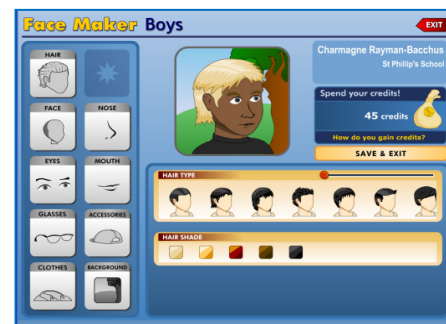 Face Maker Boys
EXIT
Charmagne Rayman-Bacchus
St Phillip's School
HAIR
FACE
NOSE
EYES
MOUTH
GLASSES
ACCESSORIES
CLOTHES
BACKGROUND
Spend your credits!
45 credits
How do you gain credits?
SAVE & EXIT
HAIR TYPE
HAIR SHADE